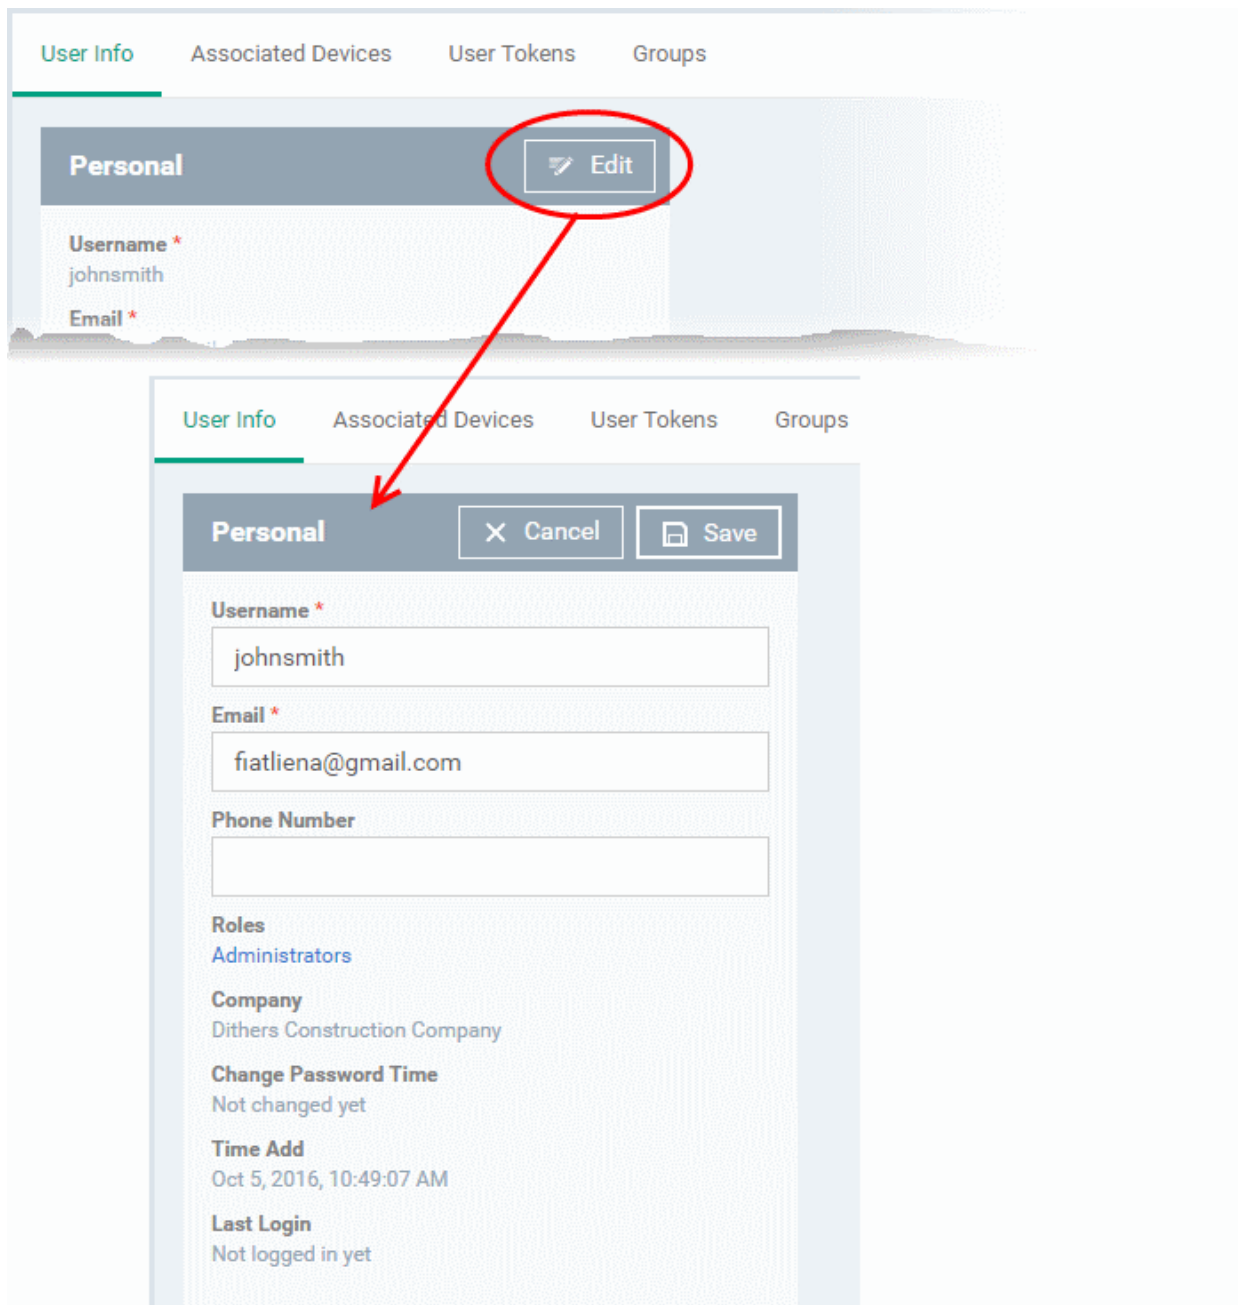 User Info Associated Devices User Tokens Groups
Personal Edit
Username *
johnsmith
Email *
User Info Associated Devices User Tokens Groups
Personal Cancel Save
Username *
johnsmith
Email *
fiatliena@gmail.com
Phone Number
Roles
Administrators
Company
Dithers Construction Company
Change Password Time
Not changed yet
Time Add
Oct 5, 2016, 10:49:07 AM
Last Login
Not logged in yet